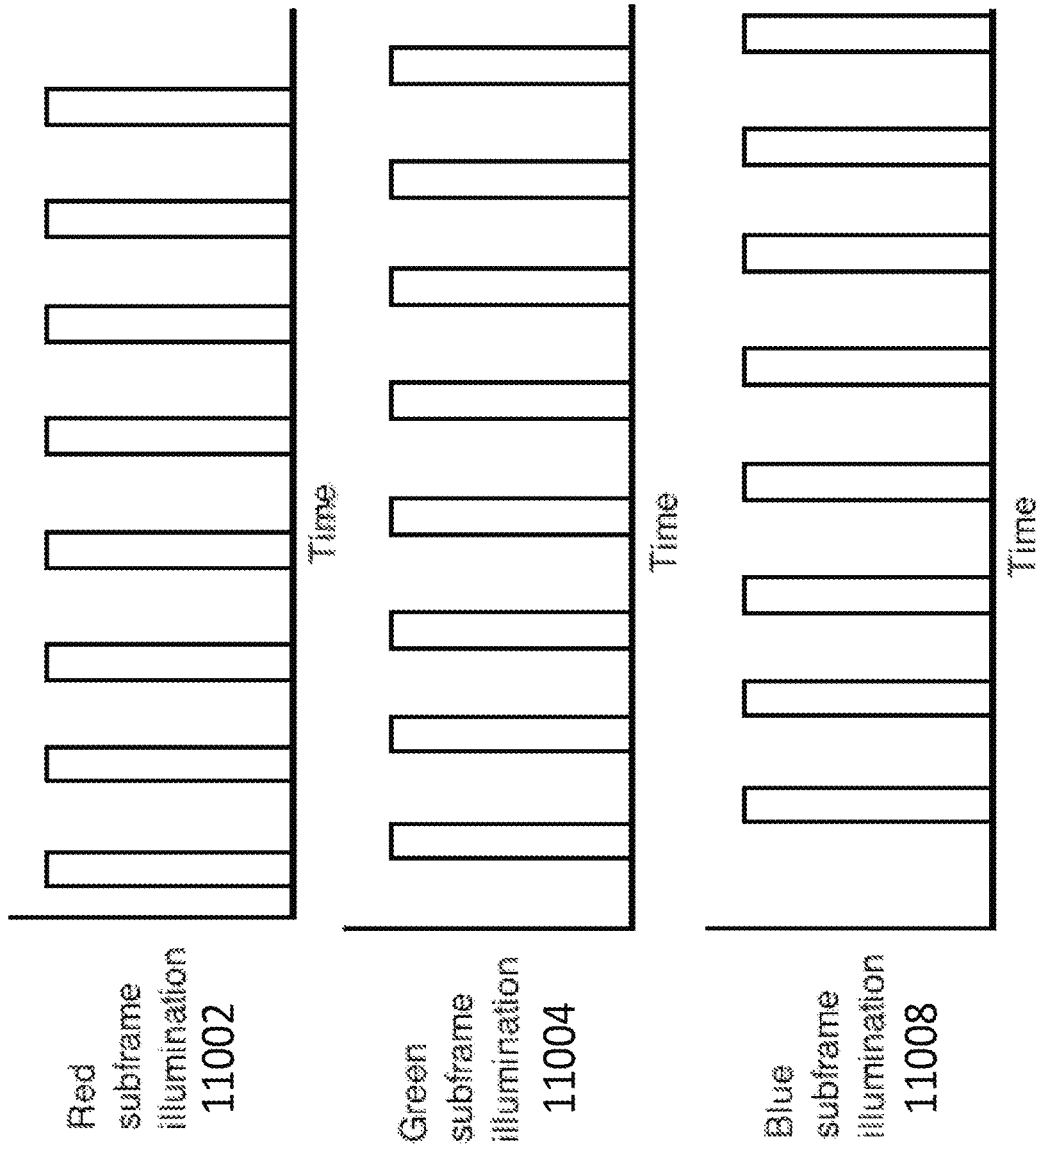 Red
subframe
illumination
11002
Time
Green
subframe
illumination
11004
Time
Blue
subframe
illumination
11008
Time